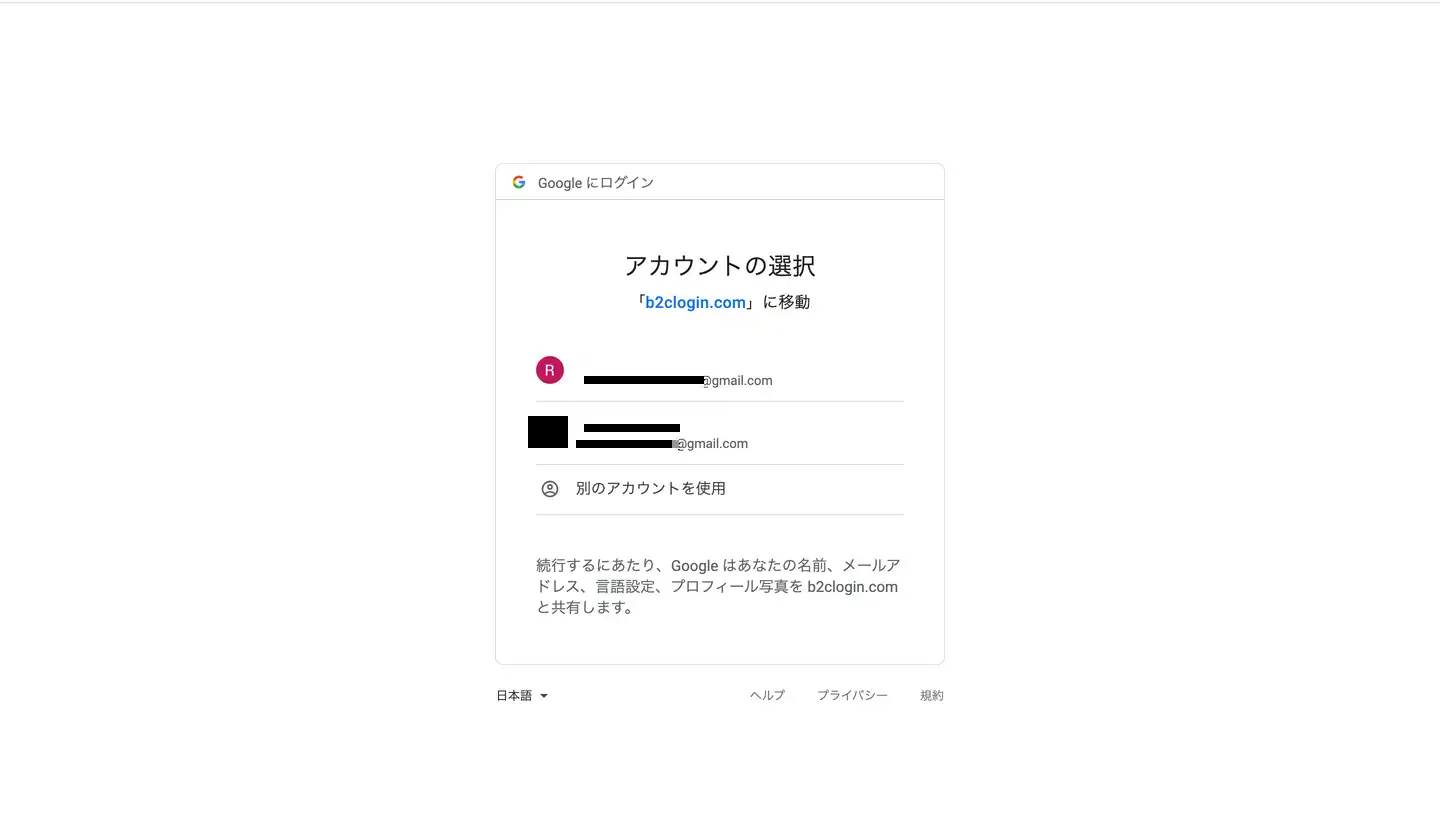 Google にログイン
アカウントの選択
「b2clogin.com」に移動
R
@gmail.com
@gmail.com
別のアカウントを使用
続行するにあたり、Google はあなたの名前、メールア
ドレス、言語設定、プロフィール写真を b2clogin.com
と共有します。
日本語 ヘルプ プライバシー 規約